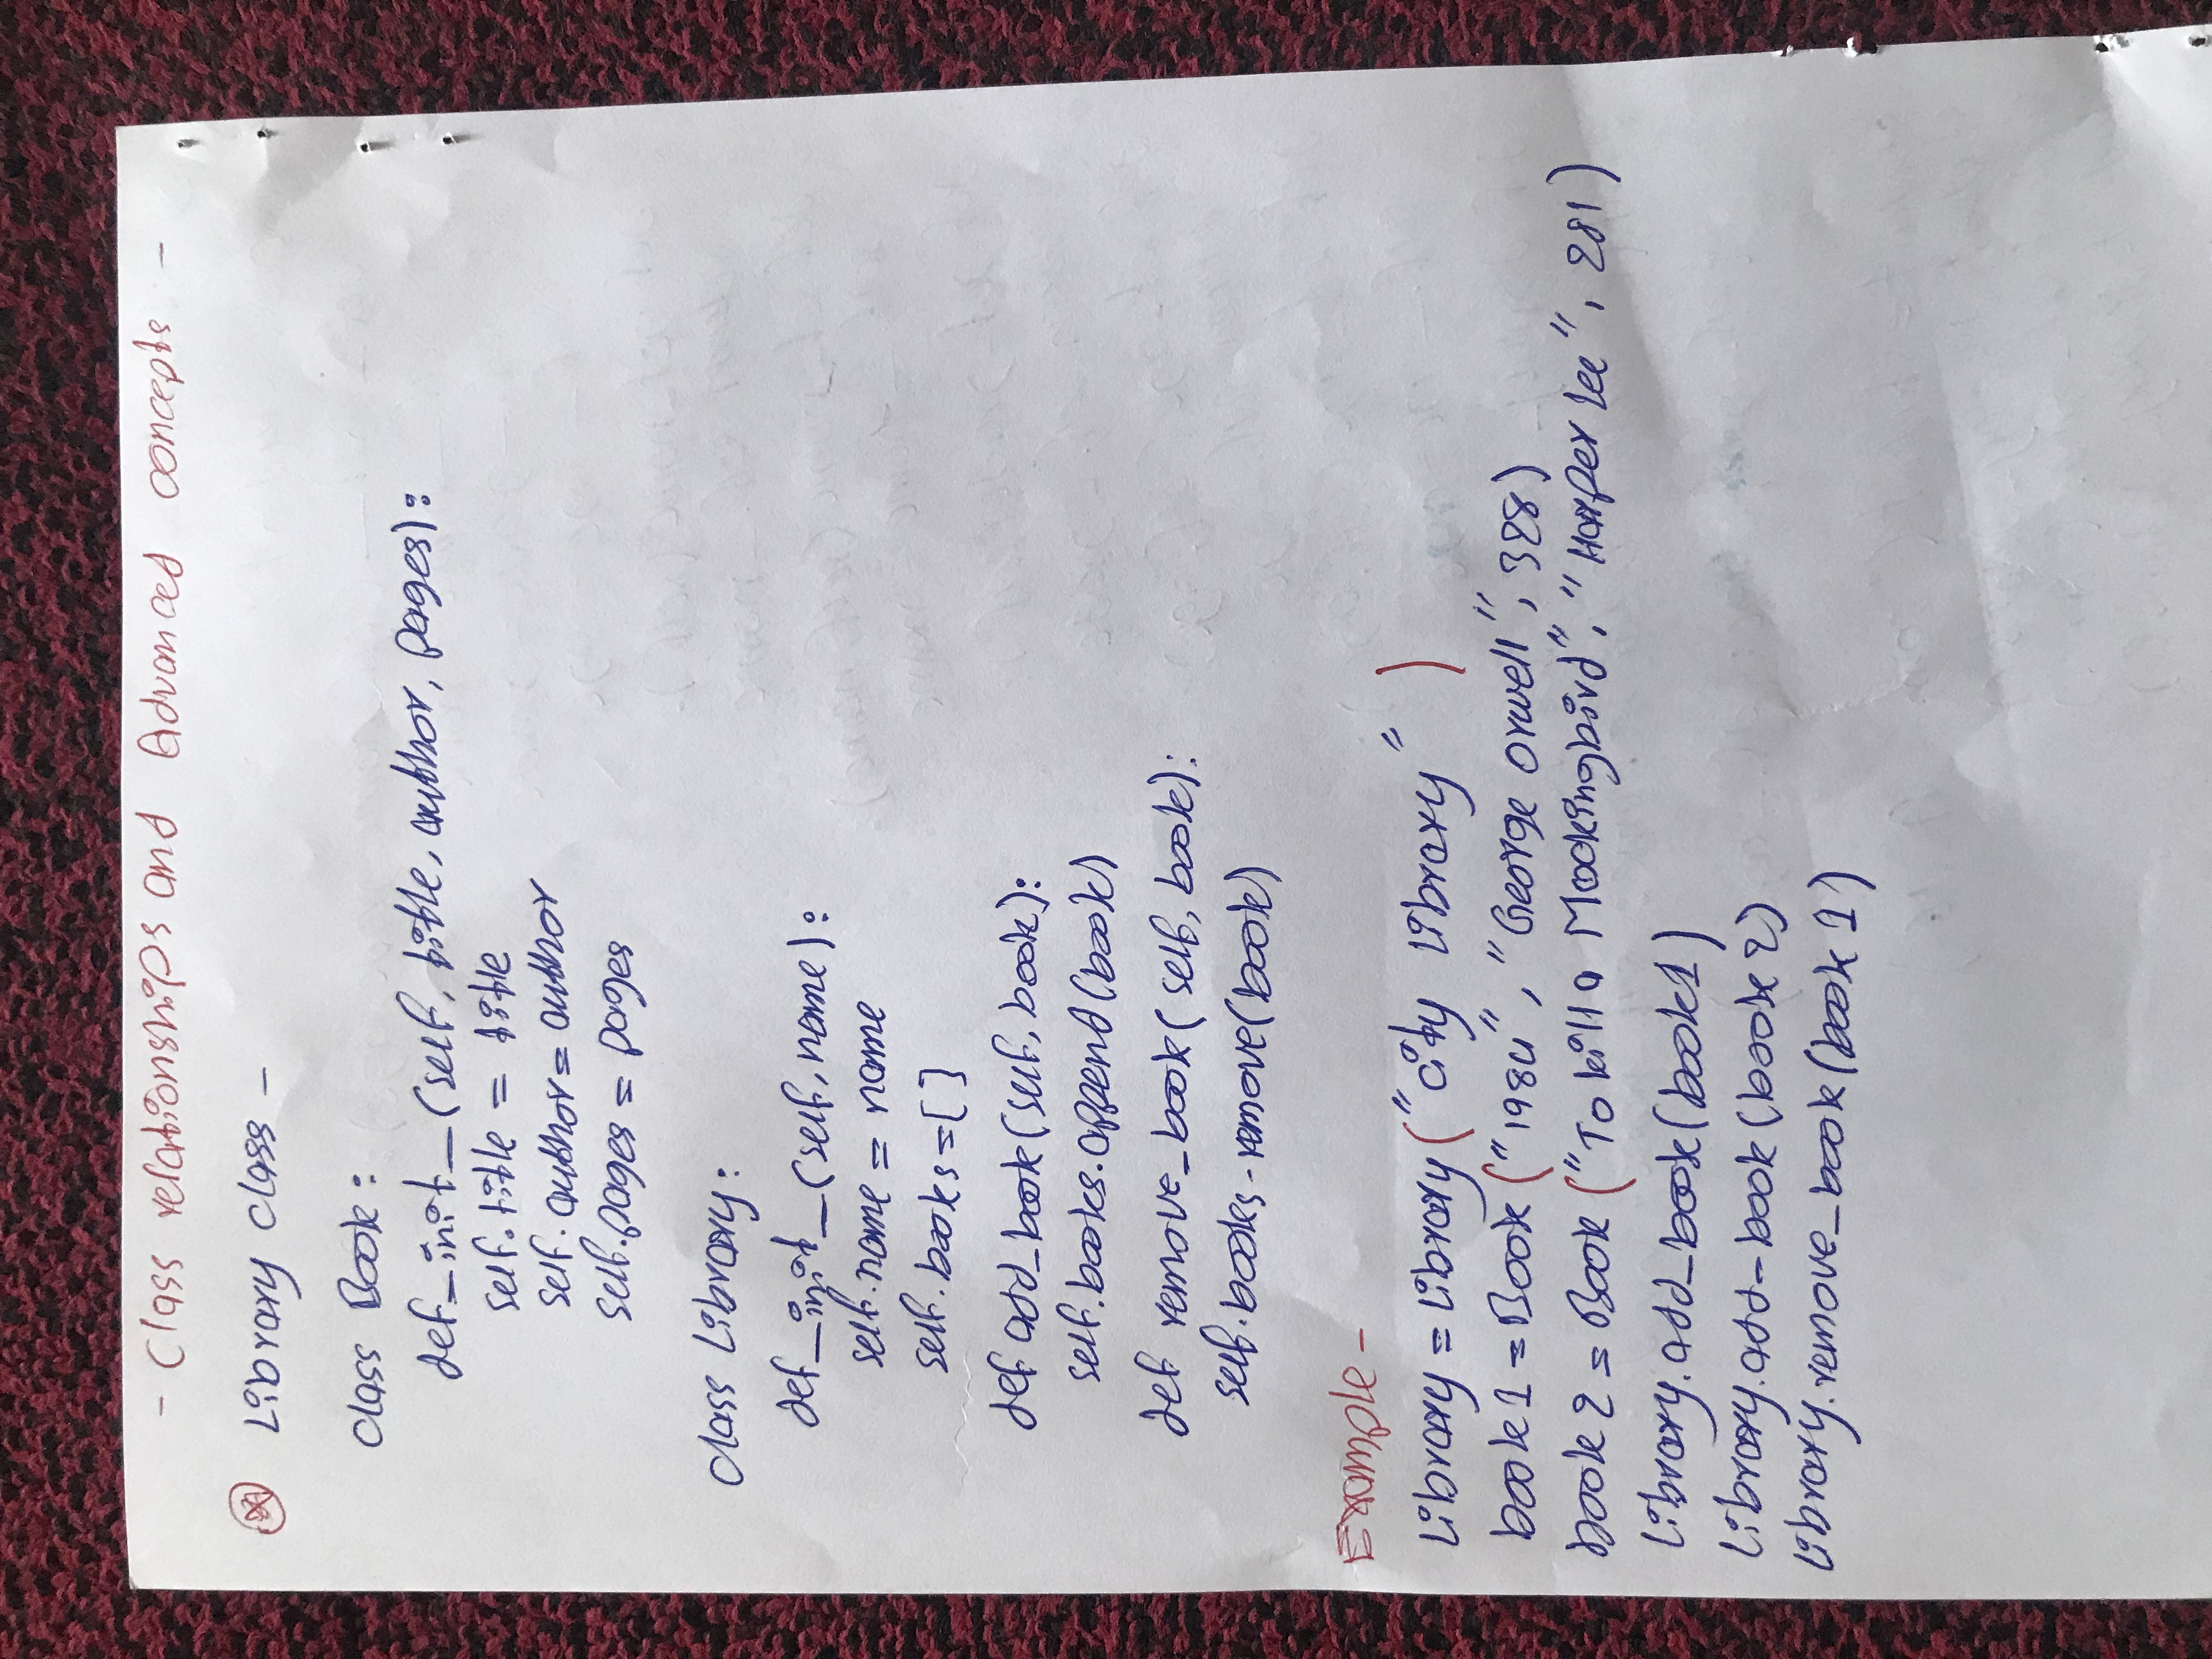 - Class relationships and Advanced concepts -
Library class -
class Book:
def_init_(self, title, author, pages):
self.title = title
self.author = author
self.pages = pages
class Library:
def_init_(self, name):
self.name = name
self.books = []
def add_book(self, book):
self.books.append(book)
def remove_book(self, book):
self.books.remove(book)
Example -
Library = Library("city Library")
book1 = Book("1984", "George orwell", 328)
book2 = Book("To kill a Mockingbird", "Harper Lee", 281)
Library.add_book(book1)
Library.add-book(book2)
Library.remove_book(book1)